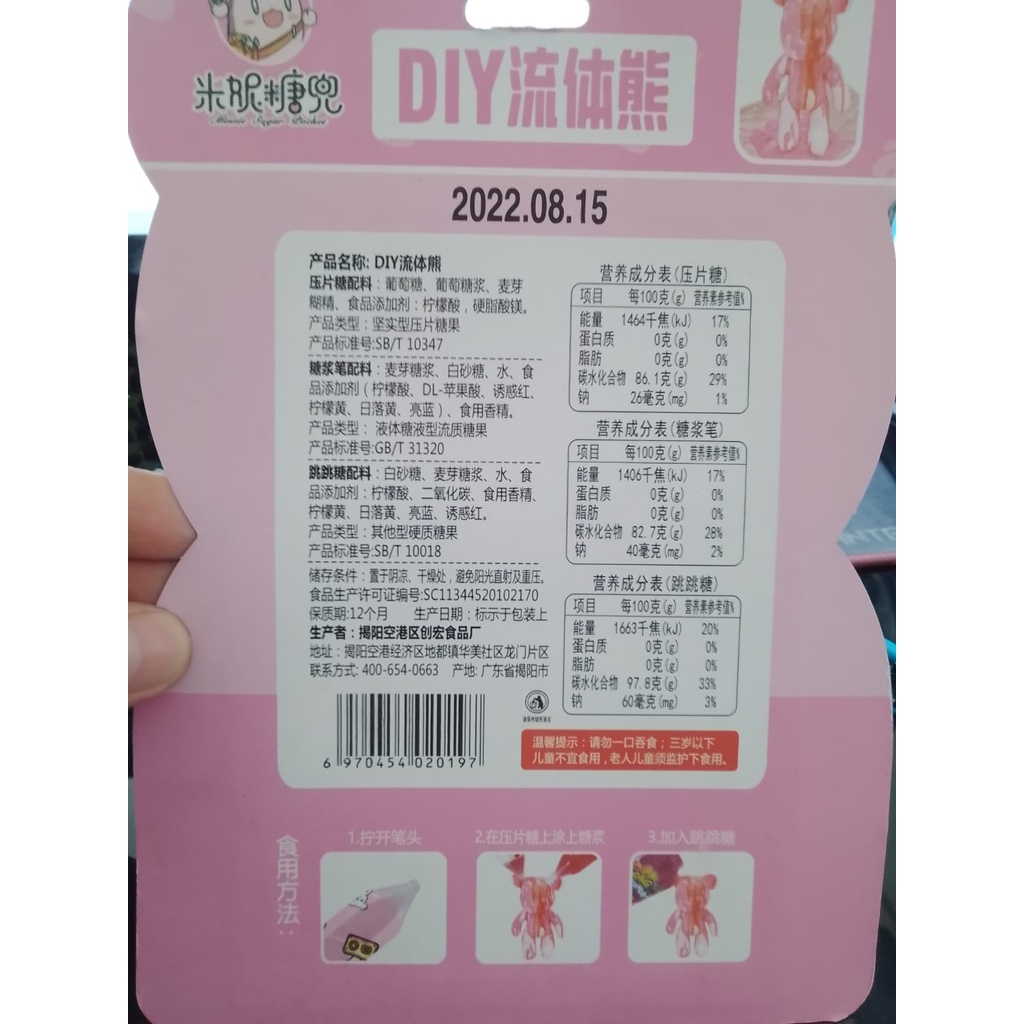 米妮糖兜
Minnie Sugar Pocket
DIY流体熊
2022.08.15
产品名称: DIY流体熊
压片糖配料：葡萄糖、葡萄糖浆、麦芽
糊精、食品添加剂：柠檬酸，硬脂酸镁。
产品类型：坚实型压片糖果
产品标准号:SB/T 10347
糖浆笔配料：麦芽糖浆、白砂糖、水、食
品添加剂（柠檬酸、DL-苹果酸、诱惑红、
柠檬黄、日落黄、亮蓝）、食用香精。
产品类型： 液体糖液型流质糖果
产品标准号:GB/T 31320
跳跳糖配料：白砂糖、麦芽糖浆、水、食
品添加剂：柠檬酸、二氧化碳、食用香精、
柠檬黄、日落黄、亮蓝、诱惑红。
产品类型：其他型硬质糖果
产品标准号:SB/T 10018
储存条件：置于阴凉、干燥处，避免阳光直射及重压。
食品生产许可证编号:SC11344520102170
保质期:12个月 生产日期：标示于包装上
生产者：揭阳空港区创宏食品厂
地址：揭阳空港经济区地都镇华美社区龙门片区
联系方式: 400-654-0663 产地: 广东省揭阳市
6 970454 020197
营养成分表(压片糖)
项目 每100克(g) 营养素参考值%
能量 1464千焦(kJ) 17%
蛋白质 0克(g) 0%
脂肪 0克(g) 0%
碳水化合物 86.1克(g) 29%
钠 26毫克(mg) 1%
营养成分表(糖浆笔)
项目 每100克(g) 营养素参考值%
能量 1406千焦(kJ) 17%
蛋白质 0克(g) 0%
脂肪 0克(g) 0%
碳水化合物 82.7克(g) 28%
钠 40毫克(mg) 2%
营养成分表(跳跳糖)
项目 每100克(g) 营养素参考值%
能量 1663千焦(kJ) 20%
蛋白质 0克(g) 0%
脂肪 0克(g) 0%
碳水化合物 97.8克(g) 33%
钠 60毫克(mg) 3%
温馨提示：请勿一口吞食；三岁以下
儿童不宜食用，老人儿童须监护下食用。
食用方法：
1.拧开笔头
2.在压片糖上涂上糖浆
3.加入跳跳糖
INTE